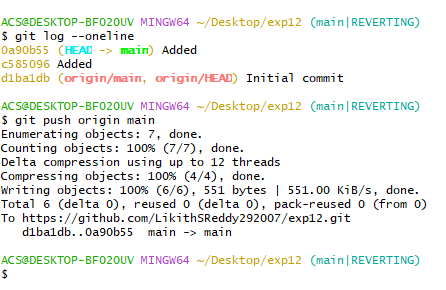 ACS@DESKTOP-BFO2OUV MINGW64 ~/Desktop/exp12 (main|REVERTING)
$ git log --oneline
0a90b55 (HEAD -> main) Added
c585096 Added
d1ba1db (origin/main, origin/HEAD) Initial commit
ACS@DESKTOP-BFO2OUV MINGW64 ~/Desktop/exp12 (main|REVERTING)
$ git push origin main
Enumerating objects: 7, done.
Counting objects: 100% (7/7), done.
Delta compression using up to 12 threads
Compressing objects: 100% (4/4), done.
Writing objects: 100% (6/6), 551 bytes | 551.00 KiB/s, done.
Total 6 (delta 0), reused 0 (delta 0), pack-reused 0 (from 0)
To https://github.com/LikithSReddy292007/exp12.git
   d1ba1db..0a90b55  main -> main
ACS@DESKTOP-BFO2OUV MINGW64 ~/Desktop/exp12 (main|REVERTING)
$